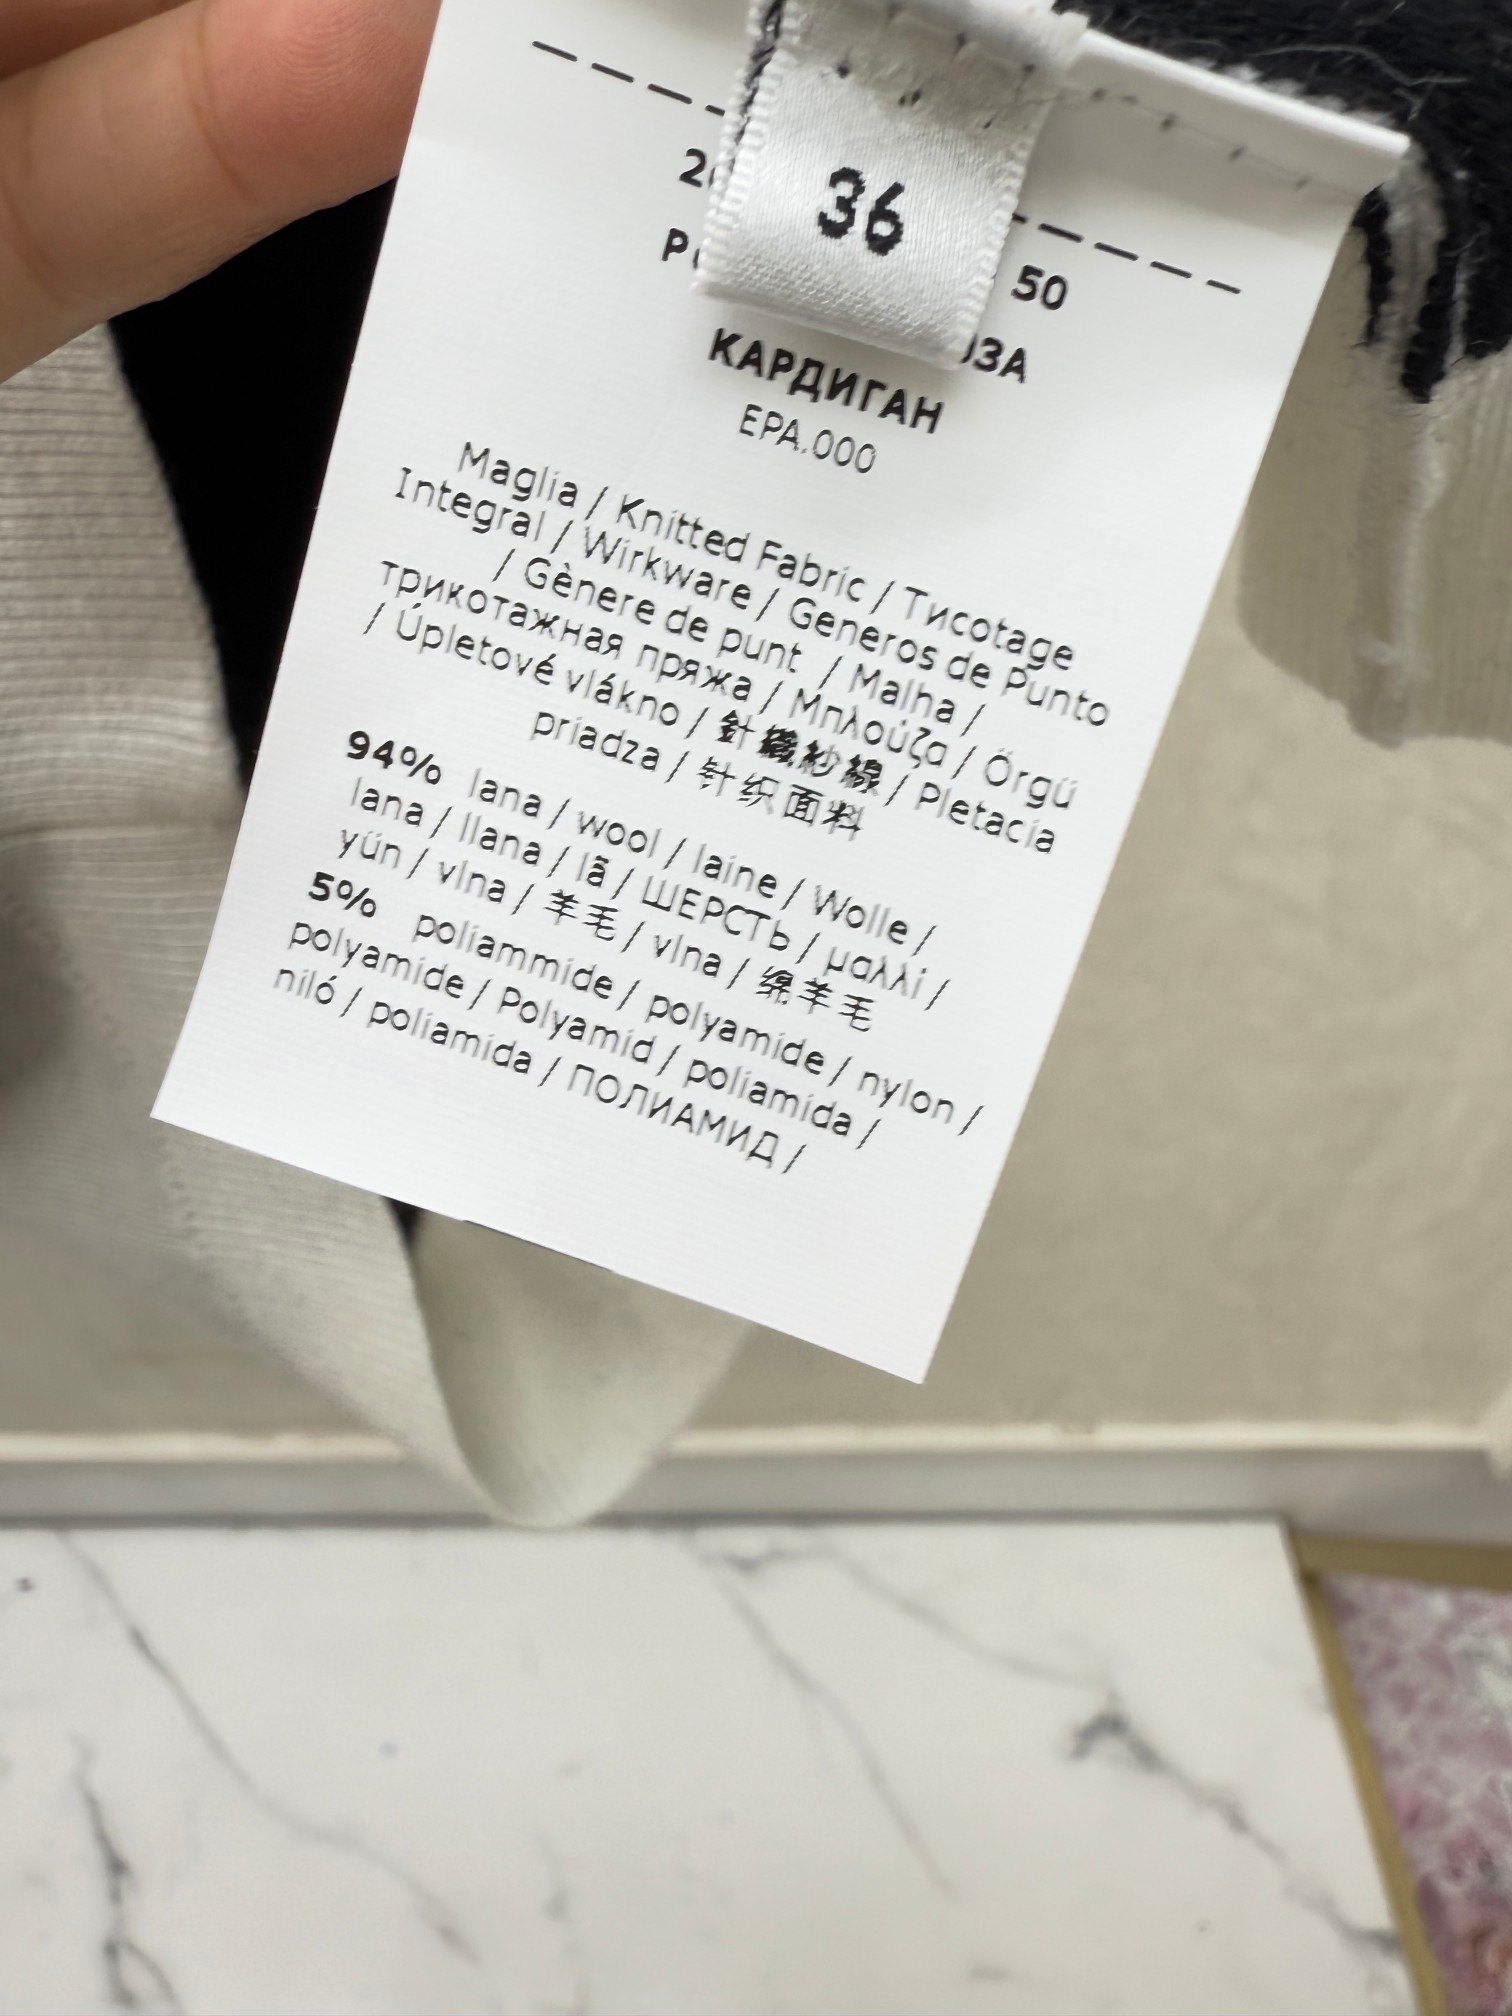 36
50
КАРДИГАН
EPA.000
Maglia / Knitted Fabric / Tиcotage
Integral / Wirkware / Generos de Punto
/ Gènere de punt / Malha /
трикотажная пряжа / Μπλούζα / Örgü
/ Úpletové vlákno / 針織紗線 / Pletacia
priadza / 针织面料
94% lana / wool / laine / Wolle /
lana / llana / lã / ШЕРСТЬ / μαλλί /
yün / vlna / 羊毛 / vlna / 绵羊毛
5% poliammide / polyamide / nylon /
polyamide / Polyamid / poliamida /
niló / poliamida / ПОЛИАМИД /